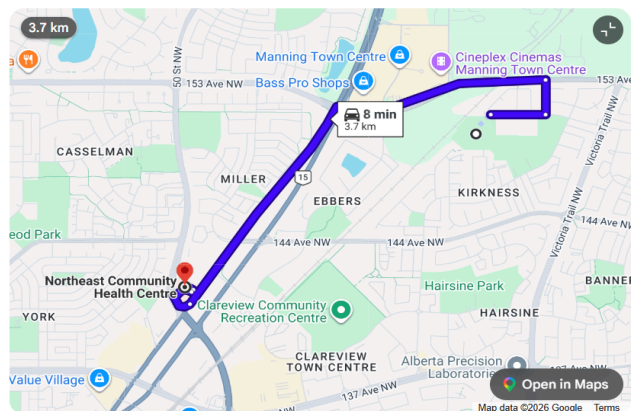 3.7 km
a
50 St NW
Manning Town Centre
Cineplex Cinemas
Manning Town Centre
153 Ave NW
Bass Pro Shops
153 Ave
8 min
3.7 km
Victoria Trail NW
CASSELMAN
MILLER
15
EBBERS
KIRKNESS
eod Park
144 Ave NW
144 Ave NW
144 Ave NW
Victoria Trail NW
Northeast Community
Health Centre
Hairsine Park
BANNE
YORK
Clareview Community
Recreation Centre
HAIRSINE
CLAREVIEW
TOWN CENTRE
Alberta Precision
Laboratorie
Value Village
137 Ave NW
Open in Maps
Map data ©2026 Google
Terms